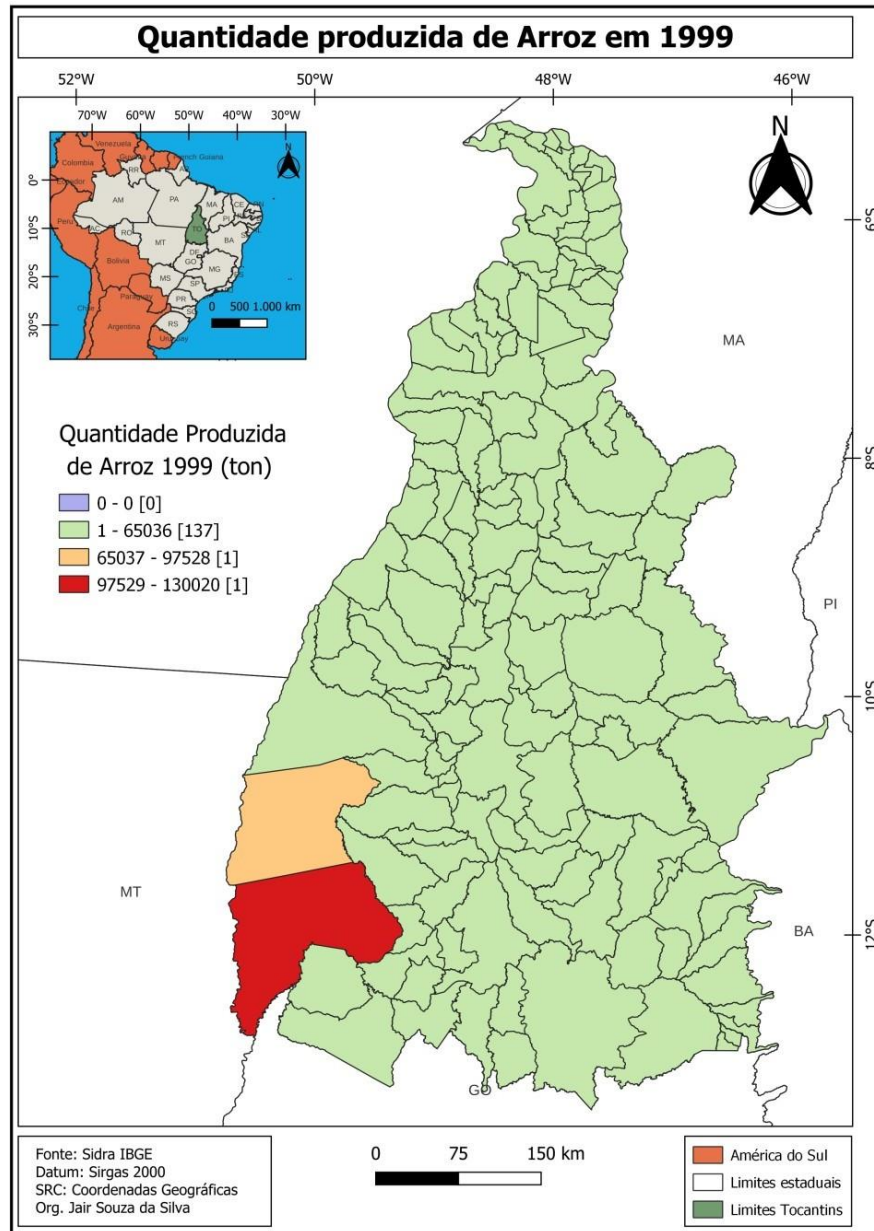 Quantidade produzida de Arroz em 1999
52°W 50°W 48°W 46°W
70°W 60°W 50°W 40°W 30°W
0°
10°S
20°S
30°S
Venezuela
Colombia
French Guiana
RR
AM
PA
MA
CE
PI
AC
RO
TO
BA
Peru
MT
DF
GO
Bolivia
MG
MS
SP
Paraguay
PR
Chile
SC
RS
Argentina
Uruguay
0 500 1.000 km
N
6°S
8°S
10°S
12°S
MA
PI
BA
GO
MT
Quantidade Produzida
de Arroz 1999 (ton)
0 - 0 [0]
1 - 65036 [137]
65037 - 97528 [1]
97529 - 130020 [1]
Fonte: Sidra IBGE
Datum: Sirgas 2000
SRC: Coordenadas Geográficas
Org. Jair Souza da Silva
0 75 150 km
América do Sul
Limites estaduais
Limites Tocantins